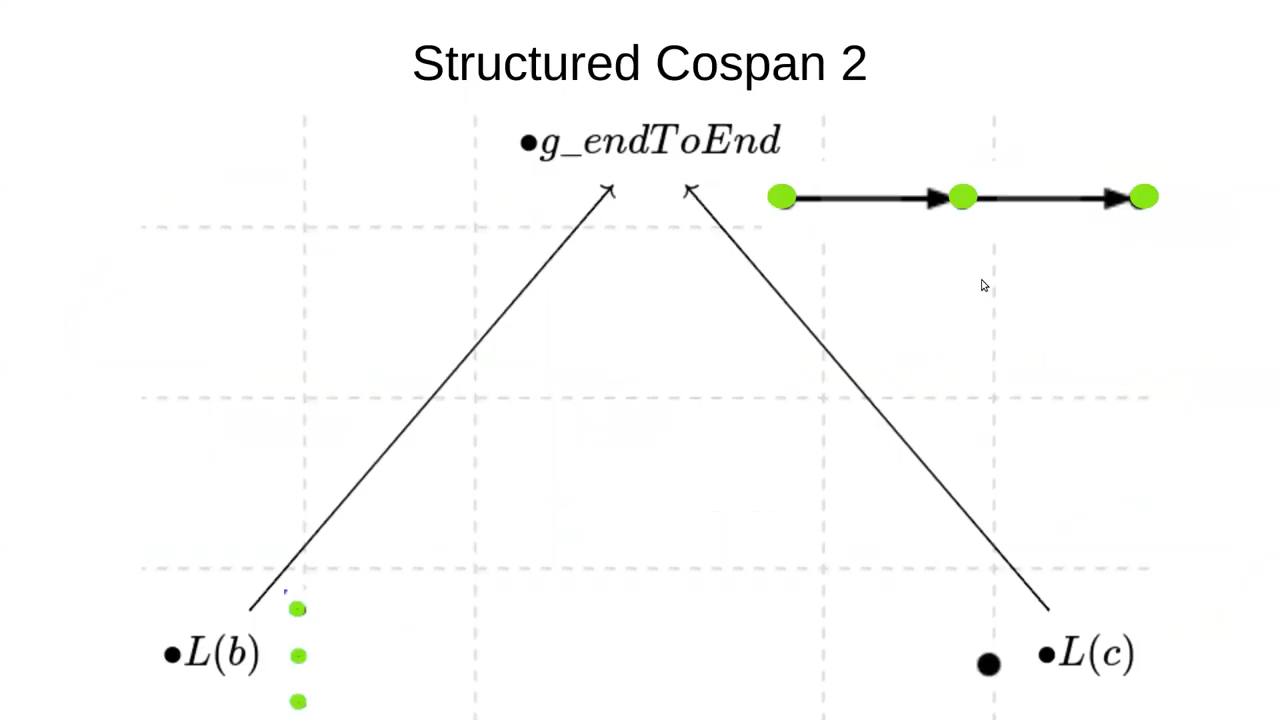 Structured Cospan 2
•g_endToEnd
•L(b)
•L(c)